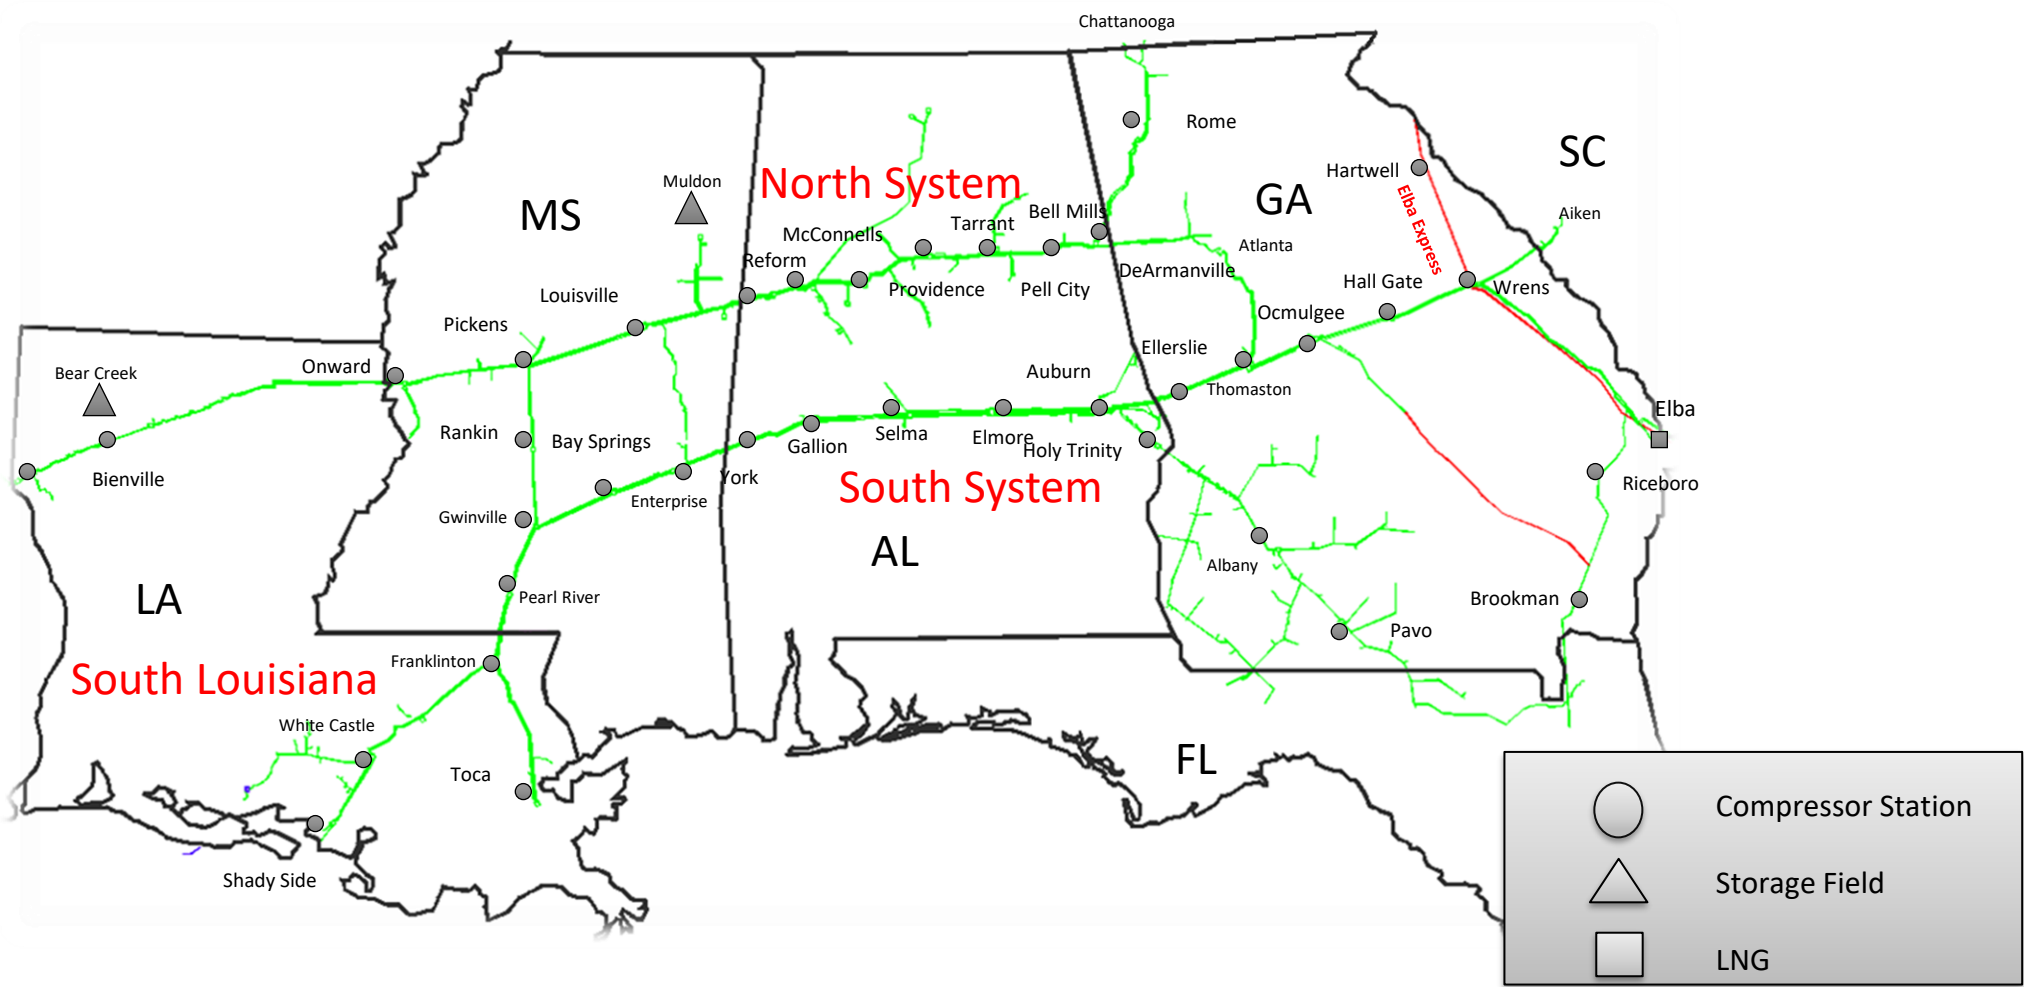 Chattanooga
Rome
SC
Hartwell
Muldon
North System
GA
MS
Elba Express
Aiken
Bell Mills
Tarrant
McConnells
Atlanta
Reform
DeArmanville
Hall Gate
Wrens
Providence
Pell City
Louisville
Ocmulgee
Pickens
Ellerslie
Onward
Bear Creek
Auburn
Thomaston
Elba
Rankin
Bay Springs
Gallion
Selma
Elmore
Holy Trinity
Bienville
York
South System
Riceboro
Enterprise
Gwinville
AL
Albany
LA
Pearl River
Brookman
Pavo
Franklinton
South Louisiana
White Castle
FL
Toca
Compressor Station
Shady Side
Storage Field
LNG